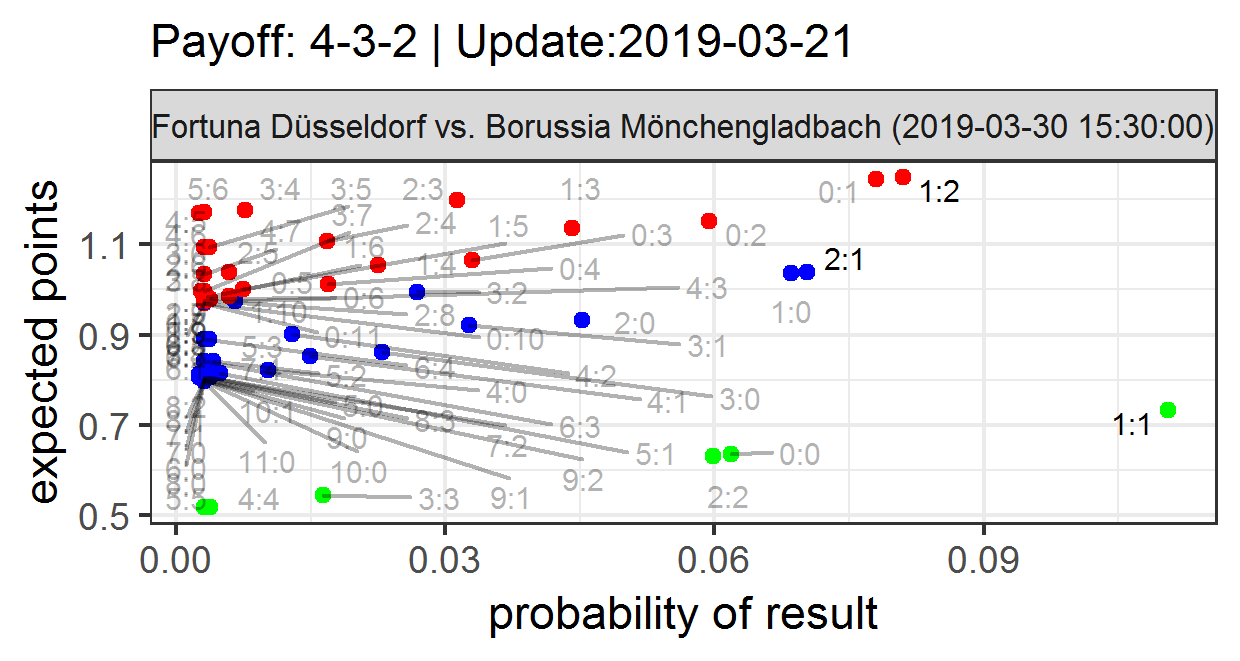 Payoff: 4-3-2 | Update:2019-03-21
Fortuna Düsseldorf vs. Borussia Mönchengladbach (2019-03-30 15:30:00)
expected points
1.1
0.9
0.7
0.5
5:6 3:4 3:5 2:3 1:3 0:1 1:2
3:7 2:4 1:5 0:3 0:2
4:7 2:5 1:6 1:4 0:4 2:1
0:5 0:6 3:2 4:3 1:0
1:10 2:8 2:0
0:11 0:10 3:1
5:3 6:4 4:2
5:2 4:0 4:1 3:0
10:1 5:0 8:3 6:3 1:1
9:0 7:2 5:1 0:0
11:0 10:0 9:2
5:5 4:4 3:3 9:1 2:2
0.00 0.03 0.06 0.09
probability of result